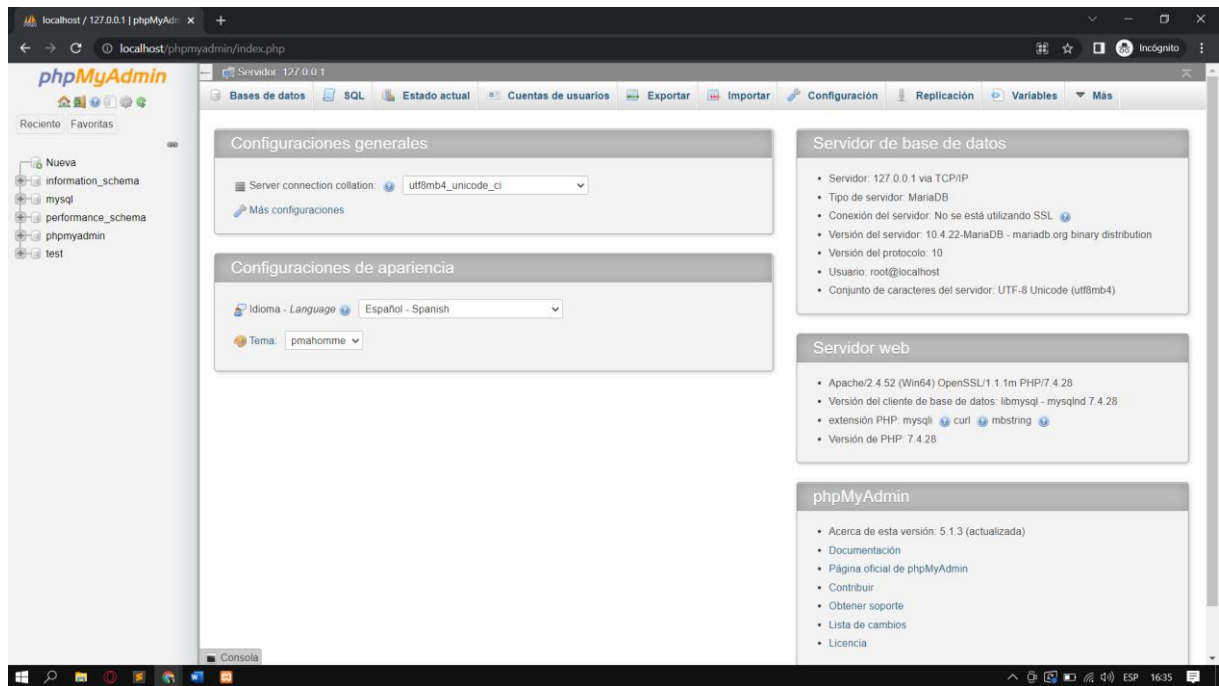 localhost / 127.0.0.1 | phpMyAdm
localhost/phpmyadmin/index.php
Incógnito
phpMyAdmin
Reciente Favoritas
Nueva
information_schema
mysql
performance_schema
phpmyadmin
test
Servidor: 127.0.0.1
Bases de datos SQL Estado actual Cuentas de usuarios Exportar Importar Configuración Replicación Variables Más
Configuraciones generales
Server connection collation: utf8mb4_unicode_ci
Más configuraciones
Configuraciones de apariencia
Idioma - Language Español - Spanish
Tema: pmahomme
Servidor de base de datos
• Servidor: 127.0.0.1 via TCP/IP
• Tipo de servidor: MariaDB
• Conexión del servidor: No se está utilizando SSL
• Versión del servidor: 10.4.22-MariaDB - mariadb.org binary distribution
• Versión del protocolo: 10
• Usuario: root@localhost
• Conjunto de caracteres del servidor: UTF-8 Unicode (utf8mb4)
Servidor web
• Apache/2.4.52 (Win64) OpenSSL/1.1.1m PHP/7.4.28
• Versión del cliente de base de datos: libmysql - mysqlnd 7.4.28
• extensión PHP: mysqli curl mbstring
• Versión de PHP: 7.4.28
phpMyAdmin
• Acerca de esta versión: 5.1.3 (actualizada)
• Documentación
• Página oficial de phpMyAdmin
• Contribuir
• Obtener soporte
• Lista de cambios
• Licencia
Consola
ESP 16:35